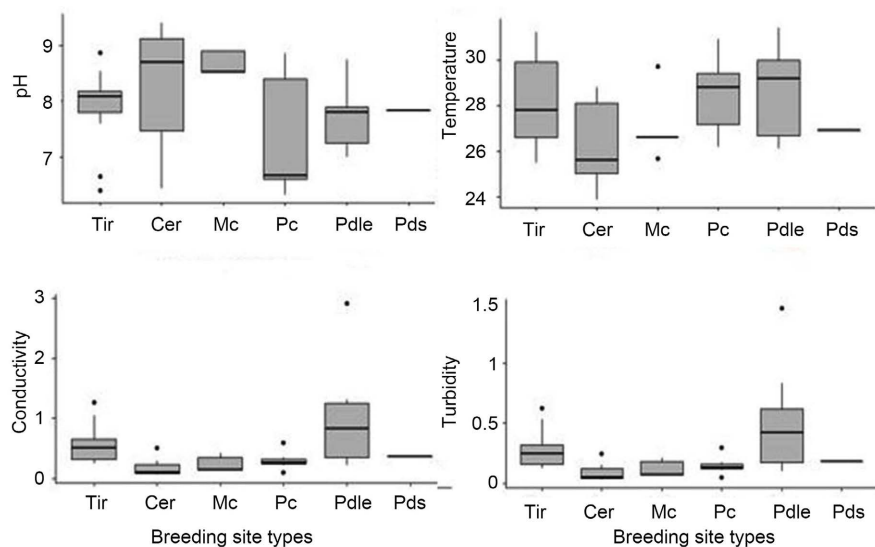 pH
9
8
7
Tir Cer Mc Pc Pdle Pds
Temperature
30
28
26
24
Tir Cer Mc Pc Pdle Pds
Conductivity
3
2
1
0
Tir Cer Mc Pc Pdle Pds
Breeding site types
Turbidity
1.5
1
0.5
0
Tir Cer Mc Pc Pdle Pds
Breeding site types